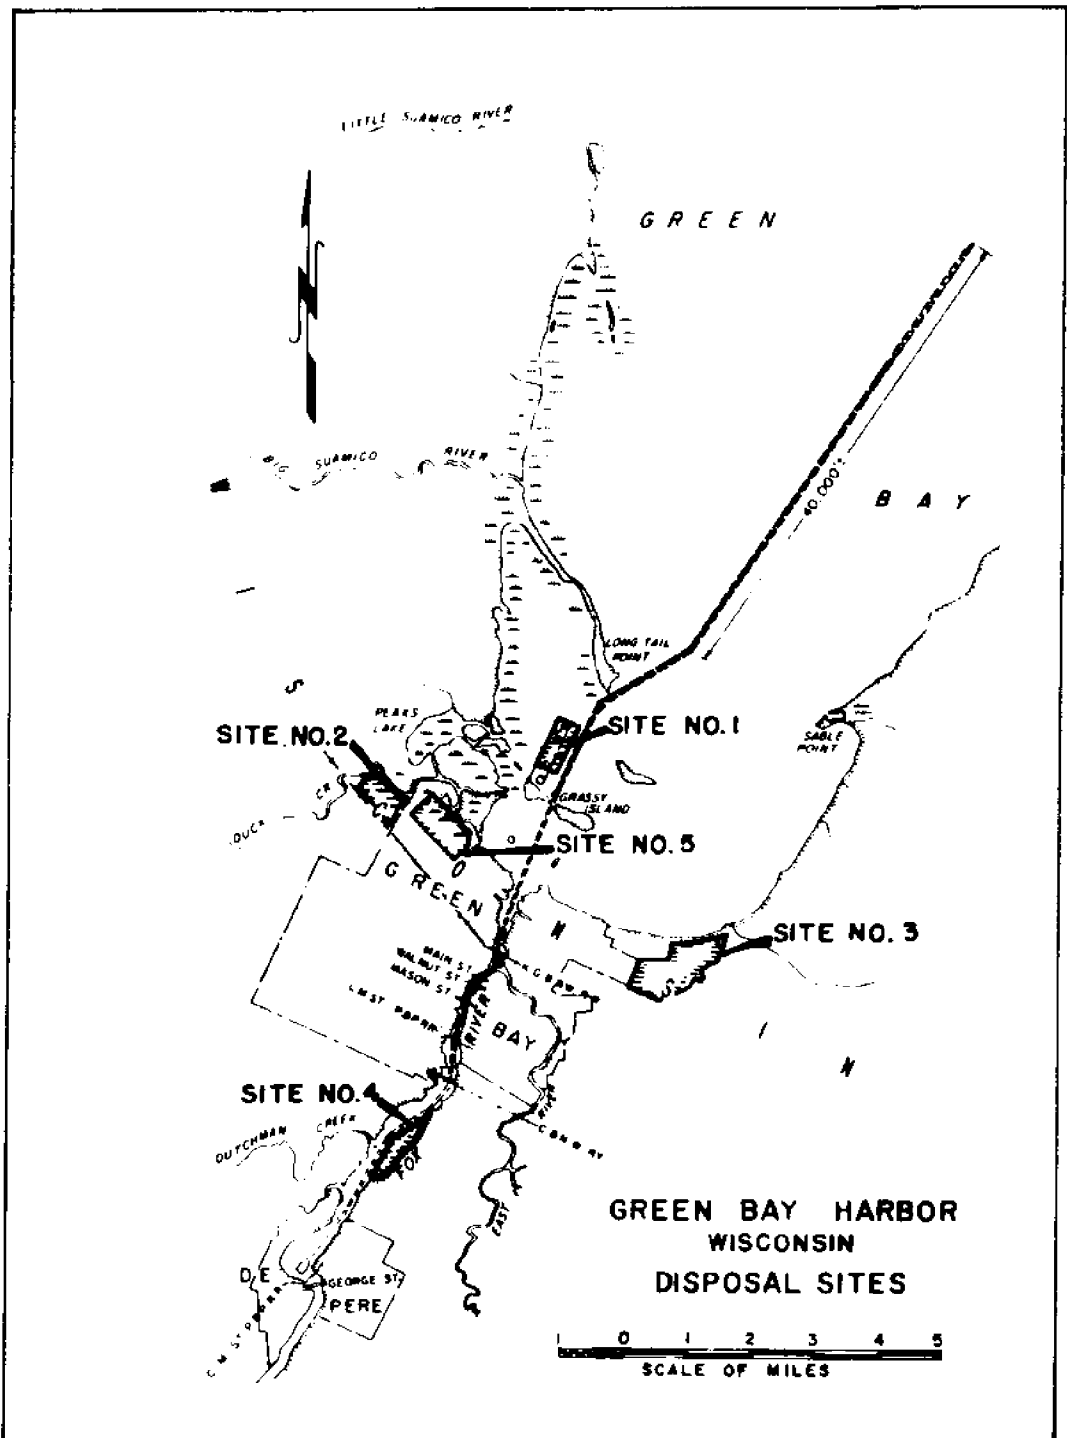 LITTLE SUAMICO RIVER
GREEN
N
BIG SUAMICO RIVER
40,000'±
BAY
W
I
S
LONG TAIL
POINT
PEAKS
LAKE
SITE NO. 2
SITE NO. 1
SABLE
POINT
DUCK CR.
C
GRASSY
ISLAND
SITE NO. 5
O
GREEN
N
SITE NO. 3
S
MAIN ST.
WALNUT ST.
MASON ST.
RIVER
BAY
I
N
SITE NO. 4
DUTCHMAN CREEK
FOX
RIVER
EAST
GREEN BAY HARBOR
WISCONSIN
DISPOSAL SITES
DE
GEORGE ST.
PERE
1 0 1 2 3 4 5
SCALE OF MILES